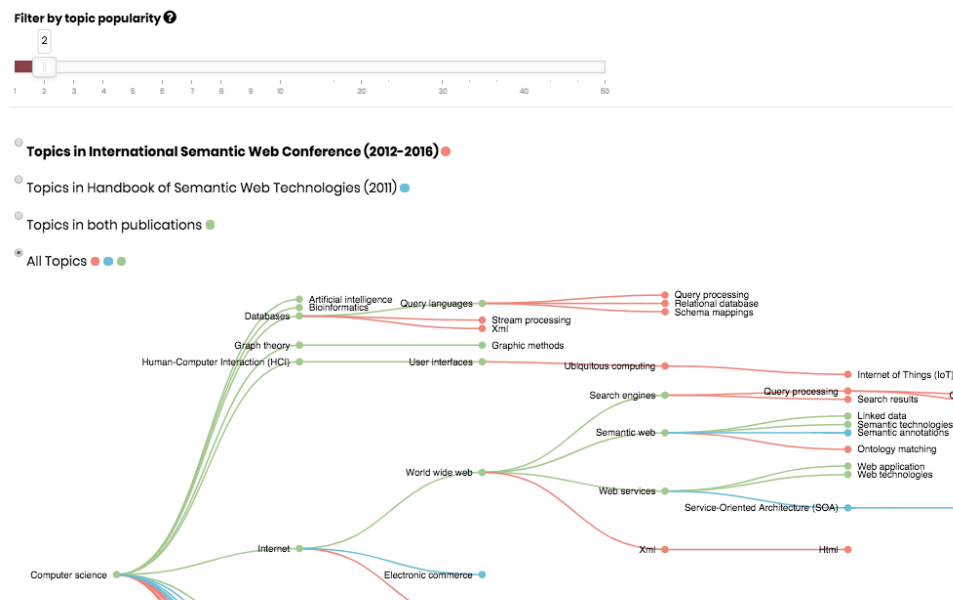 Filter by topic popularity ?
2
1 2 3 4 5 6 7 8 9 10 20 30 40 50
Topics in International Semantic Web Conference (2012-2016)
Topics in Handbook of Semantic Web Technologies (2011)
Topics in both publications
All Topics
Query processing
Artificial intelligence
Query languages
Relational database
Bioinformatics
Databases
Schema mappings
Stream processing
Xml
Graph theory
Graphic methods
Human-Computer Interaction (HCI)
User interfaces
Ubiquitous computing
Internet of Things (IoT)
Search engines
Query processing
Search results
Linked data
Semantic technologies
Semantic web
Semantic annotations
Ontology matching
Web application
World wide web
Web technologies
Web services
Service-Oriented Architecture (SOA)
Internet
Xml
Html
Computer science
Electronic commerce